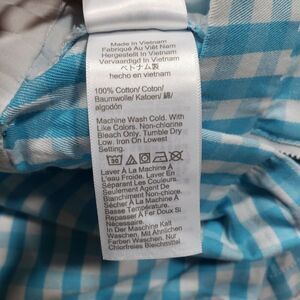 Made In Vietnam
Fabriqué Au Viêt Nam
Hergestellt In Vietnam
Vervaardigd In Vietnam
ベトナム製
hecho en vietnam
100% Cotton/ Coton/
Baumwolle/ Katoen/ 綿/
algodón
Machine Wash Cold. With
Like Colors. Non-chlorine
Bleach Only. Tumble Dry
Low. Iron On Lowest
Setting.
30
Laver À La Machine À
L'eau Froide. Laver En
Séparant Les Couleurs.
Seulement Agent De
Blanchiment Non-chlore.
Sécher À La Machine À
Basse Température.
Repasser À Fer Doux Si
Nécessaire.
In Der Maschine Kalt
Waschen. Mit Ähnlichen
Farben Waschen. Nur
Chlorfreies Bleichmittel